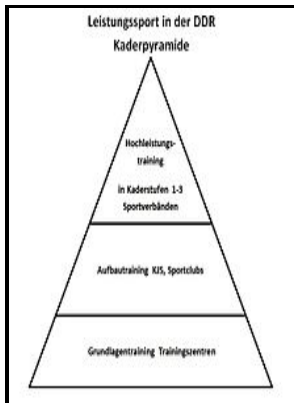 Leistungssport in der DDR
Kaderpyramide
Hochleistungs-
training
in Kaderstufen 1-3
Sportverbänden
Aufbautraining KJS, Sportclubs
Grundlagentraining Trainingszentren